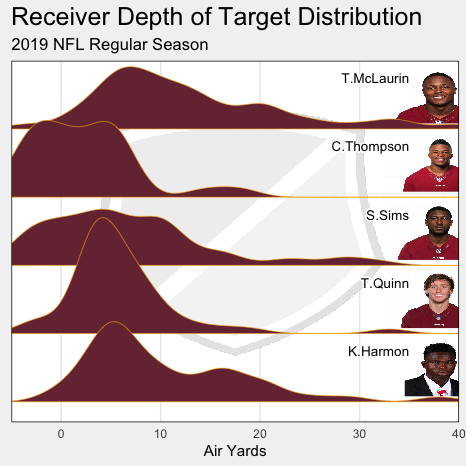 Receiver Depth of Target Distribution
2019 NFL Regular Season
T.McLaurin
C.Thompson
S.Sims
T.Quinn
K.Harmon
0 10 20 30 40
Air Yards